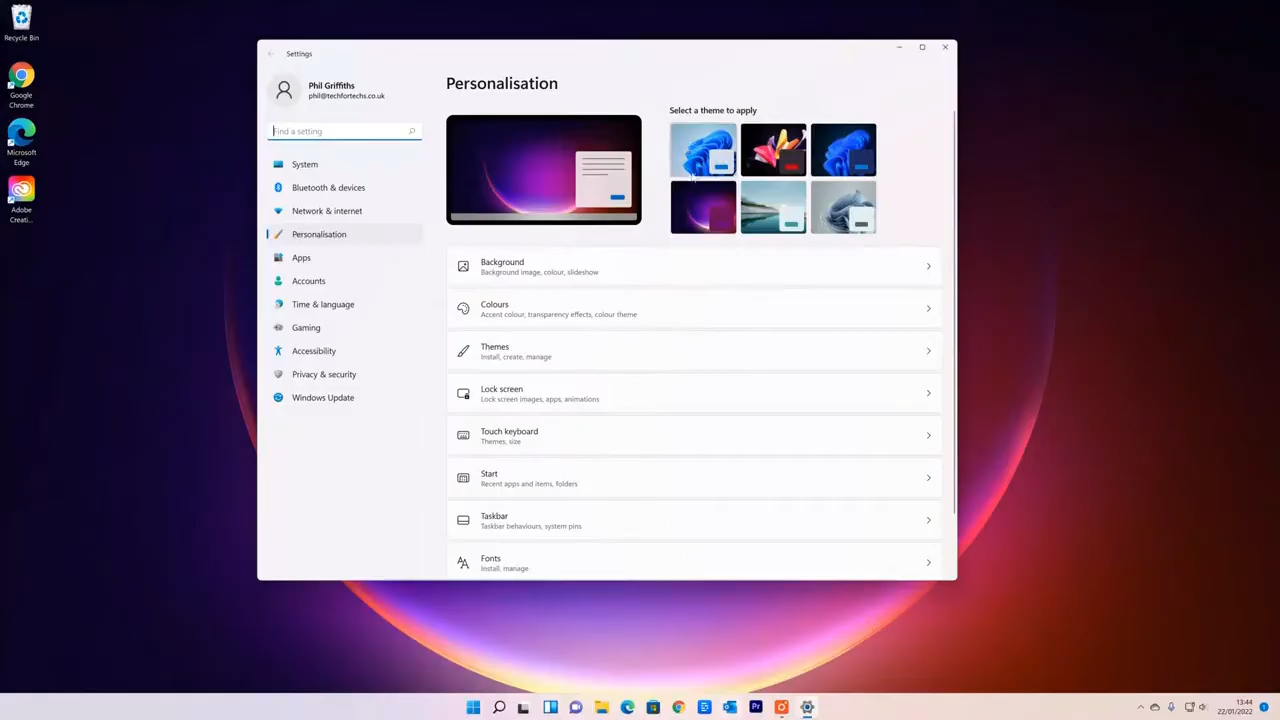 Recycle Bin
Google
Chrome
Microsoft
Edge
Adobe
Creati...
Settings
Phil Griffiths
phil@techfortechs.co.uk
Find a setting
System
Bluetooth & devices
Network & internet
Personalisation
Apps
Accounts
Time & language
Gaming
Accessibility
Privacy & security
Windows Update
Personalisation
Select a theme to apply
Background
Background image, colour, slideshow
Colours
Accent colour, transparency effects, colour theme
Themes
Install, create, manage
Lock screen
Lock screen images, apps, animations
Touch keyboard
Themes, size
Start
Recent apps and items, folders
Taskbar
Taskbar behaviours, system pins
Fonts
Install, manage
Pr
13:44
22/01/2022
1